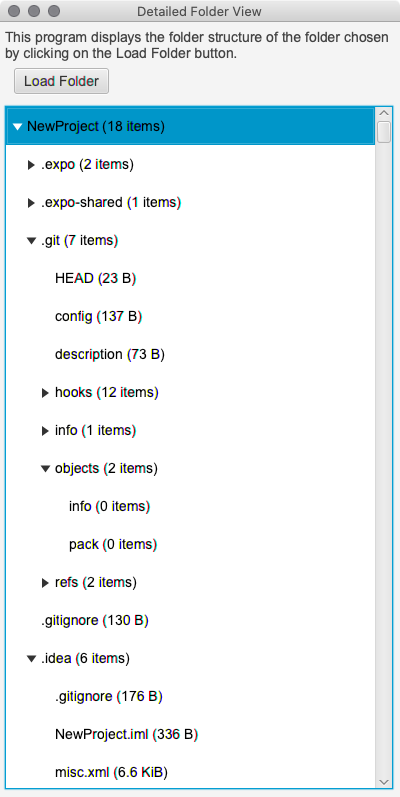 Detailed Folder View
This program displays the folder structure of the folder chosen
by clicking on the Load Folder button.
Load Folder
NewProject (18 items)
.expo (2 items)
.expo-shared (1 items)
.git (7 items)
HEAD (23 B)
config (137 B)
description (73 B)
hooks (12 items)
info (1 items)
objects (2 items)
info (0 items)
pack (0 items)
refs (2 items)
.gitignore (130 B)
.idea (6 items)
.gitignore (176 B)
NewProject.iml (336 B)
misc.xml (6.6 KiB)